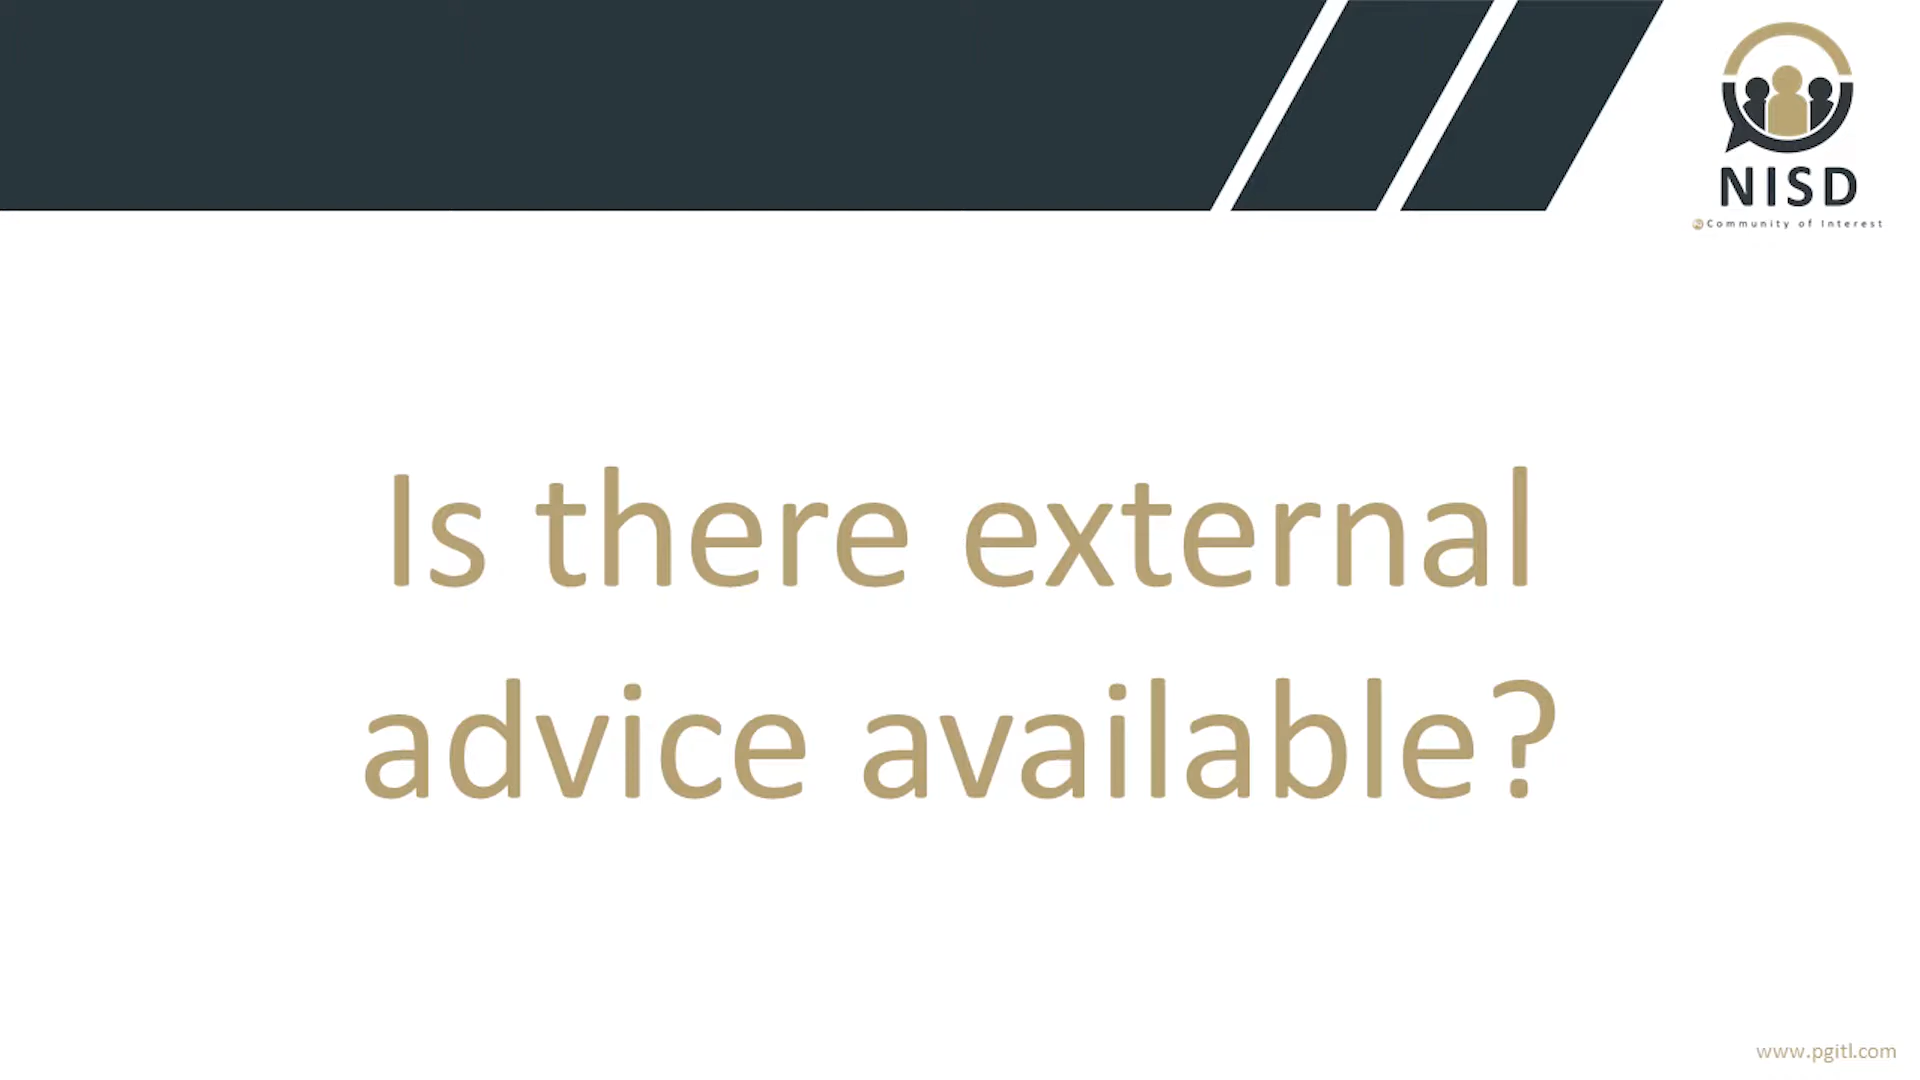 NISD
Community of Interest
Is there external
advice available?
www.pgitl.com